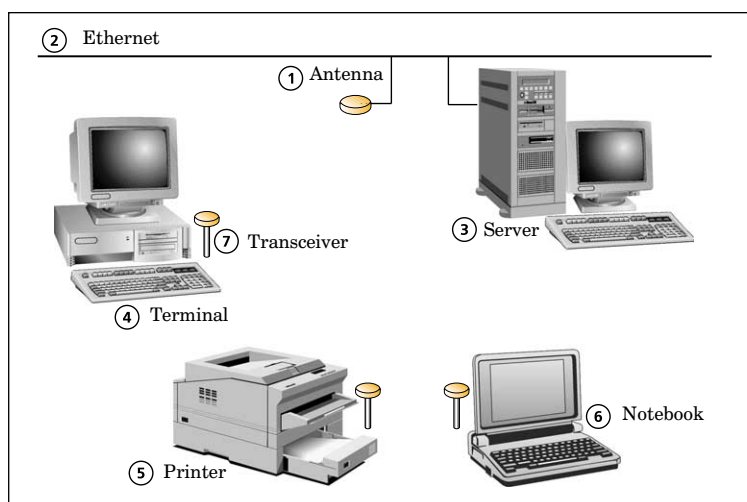 2 Ethernet
1 Antenna
3 Server
7 Transceiver
4 Terminal
6 Notebook
5 Printer